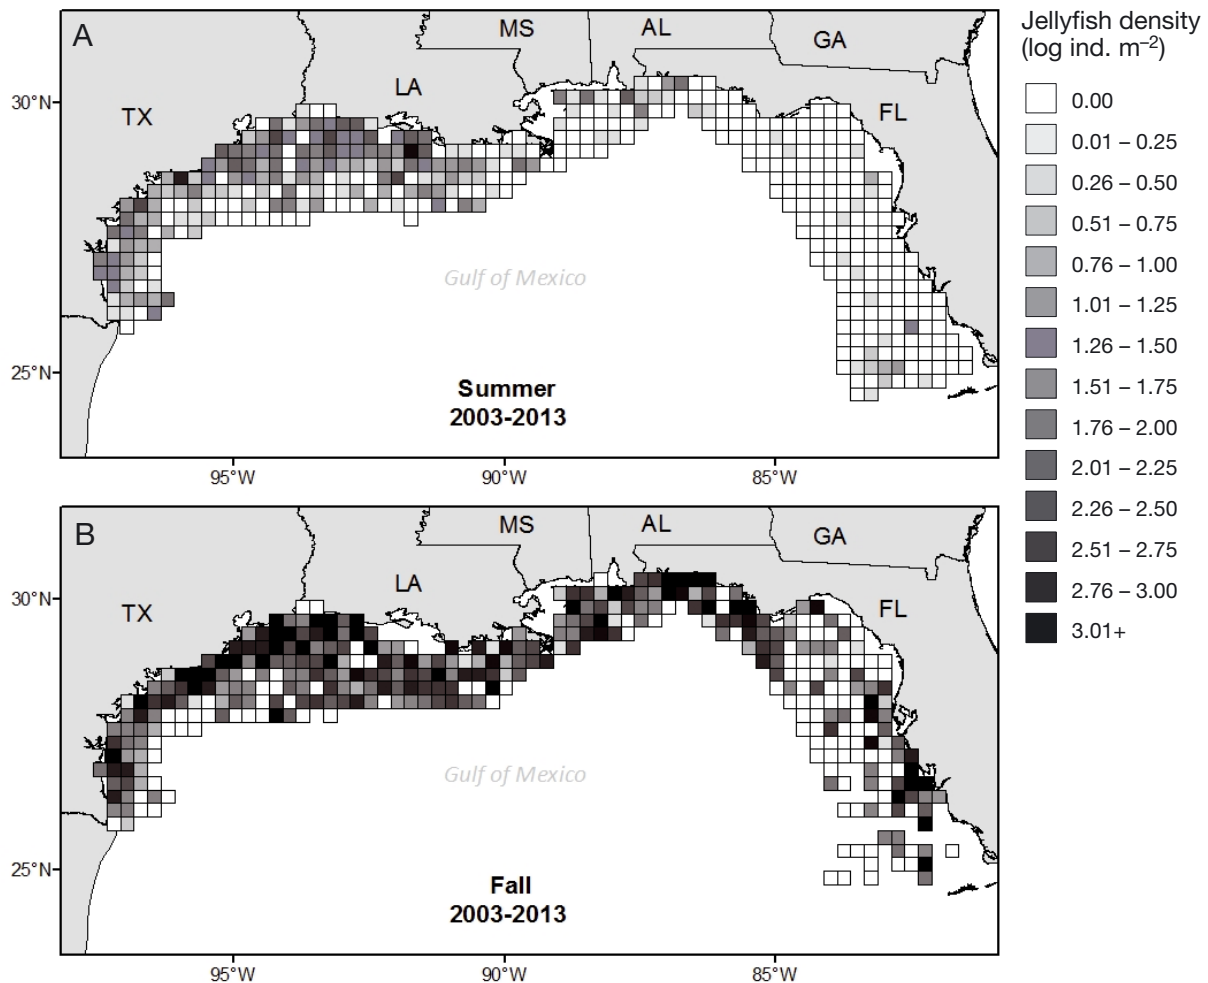 A
MS
AL
GA
LA
TX
FL
30°N
25°N
Gulf of Mexico
Summer
2003-2013
95°W
90°W
85°W
B
MS
AL
GA
LA
TX
FL
30°N
25°N
Gulf of Mexico
Fall
2003-2013
95°W
90°W
85°W
Jellyfish density
(log ind. m⁻²)
0.00
0.01 – 0.25
0.26 – 0.50
0.51 – 0.75
0.76 – 1.00
1.01 – 1.25
1.26 – 1.50
1.51 – 1.75
1.76 – 2.00
2.01 – 2.25
2.26 – 2.50
2.51 – 2.75
2.76 – 3.00
3.01+